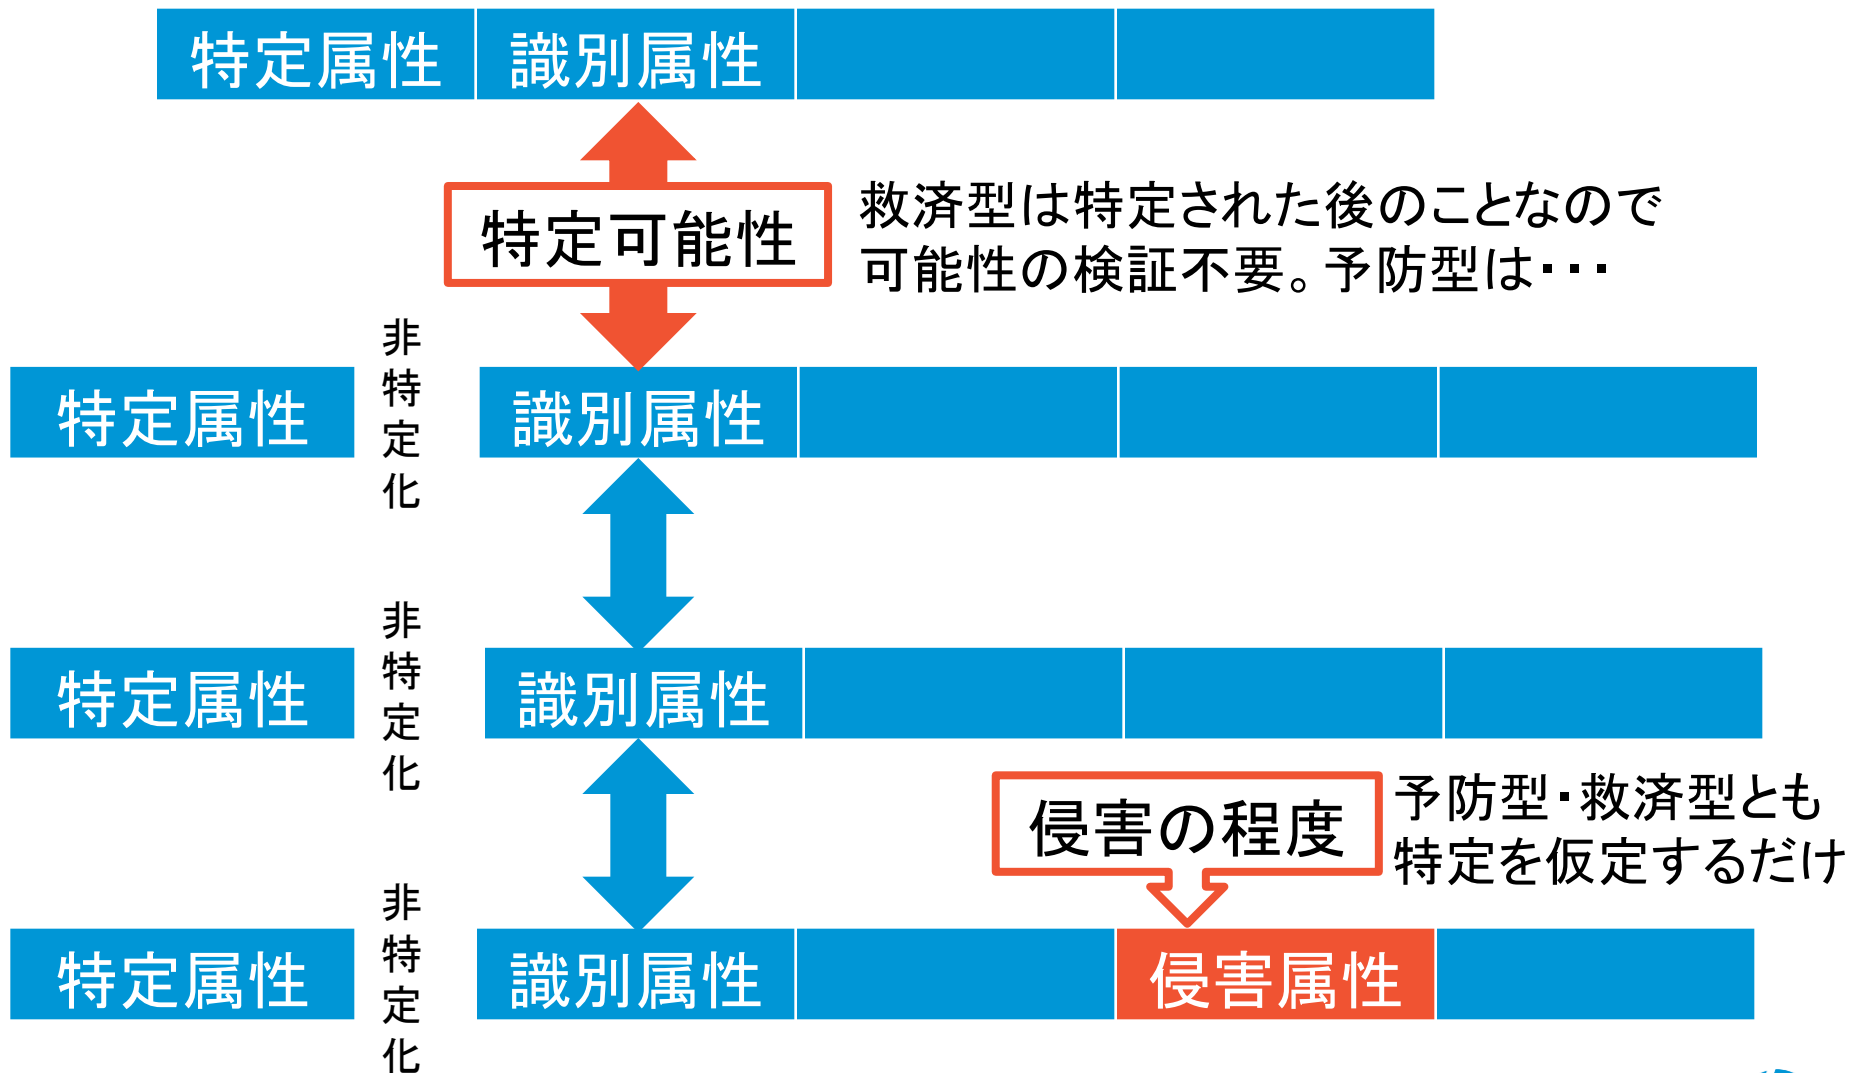 特定属性 識別属性
特定可能性
救済型は特定された後のことなので
可能性の検証不要。予防型は・・・
特定属性
非特定化
識別属性
特定属性
非特定化
識別属性
侵害の程度
予防型・救済型とも
特定を仮定するだけ
特定属性
非特定化
識別属性
侵害属性